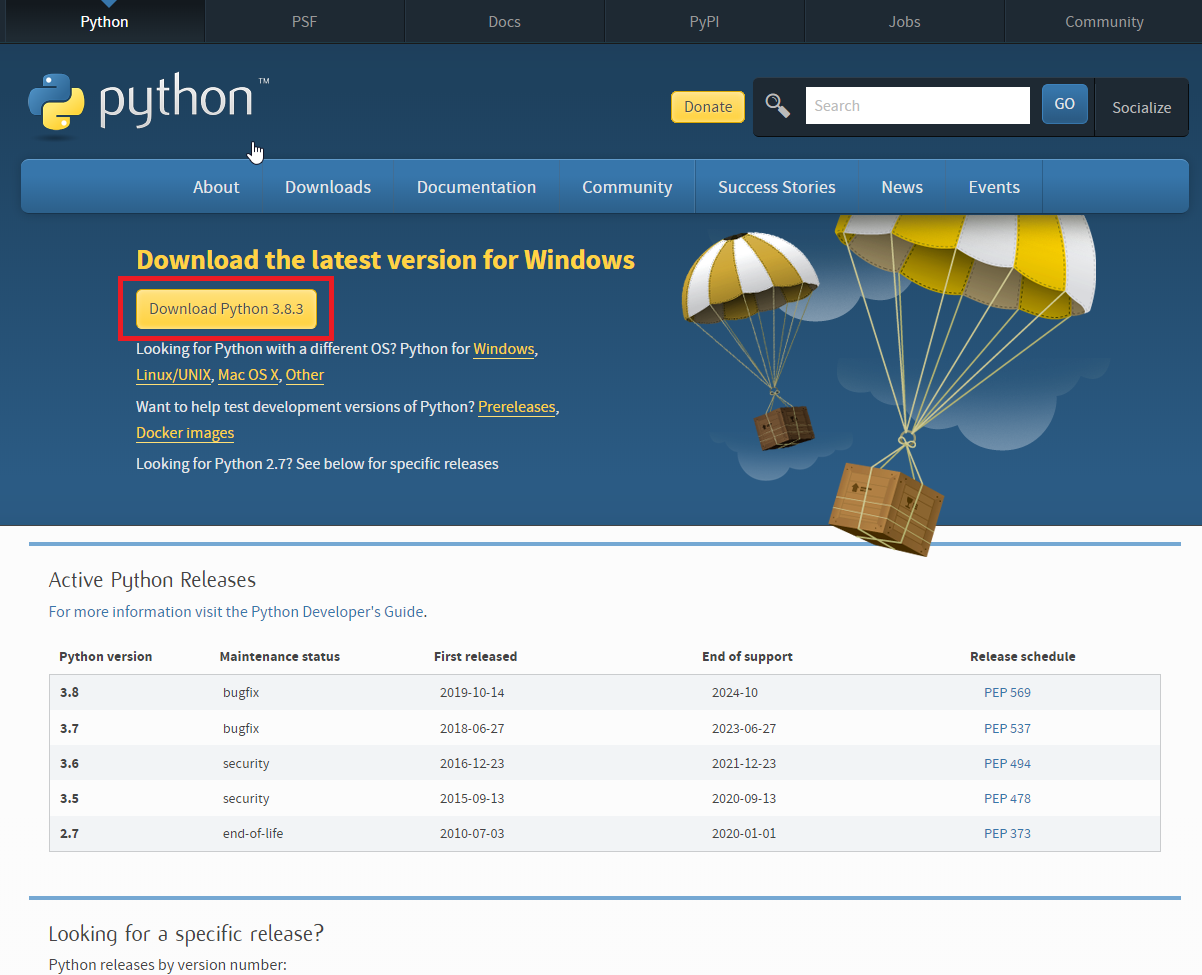 Python PSF Docs PyPI Jobs Community
python™
Donate Search GO Socialize
About Downloads Documentation Community Success Stories News Events
Download the latest version for Windows
Download Python 3.8.3
Looking for Python with a different OS? Python for Windows,
Linux/UNIX, Mac OS X, Other
Want to help test development versions of Python? Prereleases,
Docker images
Looking for Python 2.7? See below for specific releases
Active Python Releases
For more information visit the Python Developer's Guide.
Python version Maintenance status First released End of support Release schedule
3.8 bugfix 2019-10-14 2024-10 PEP 569
3.7 bugfix 2018-06-27 2023-06-27 PEP 537
3.6 security 2016-12-23 2021-12-23 PEP 494
3.5 security 2015-09-13 2020-09-13 PEP 478
2.7 end-of-life 2010-07-03 2020-01-01 PEP 373
Looking for a specific release?
Python releases by version number: